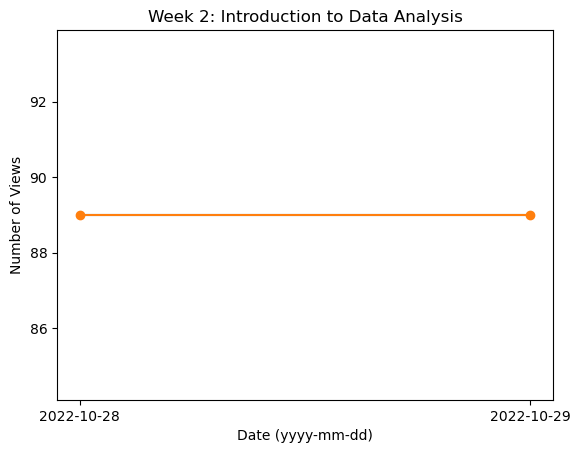 Week 2: Introduction to Data Analysis
92
90
88
86
Number of Views
2022-10-28
2022-10-29
Date (yyyy-mm-dd)